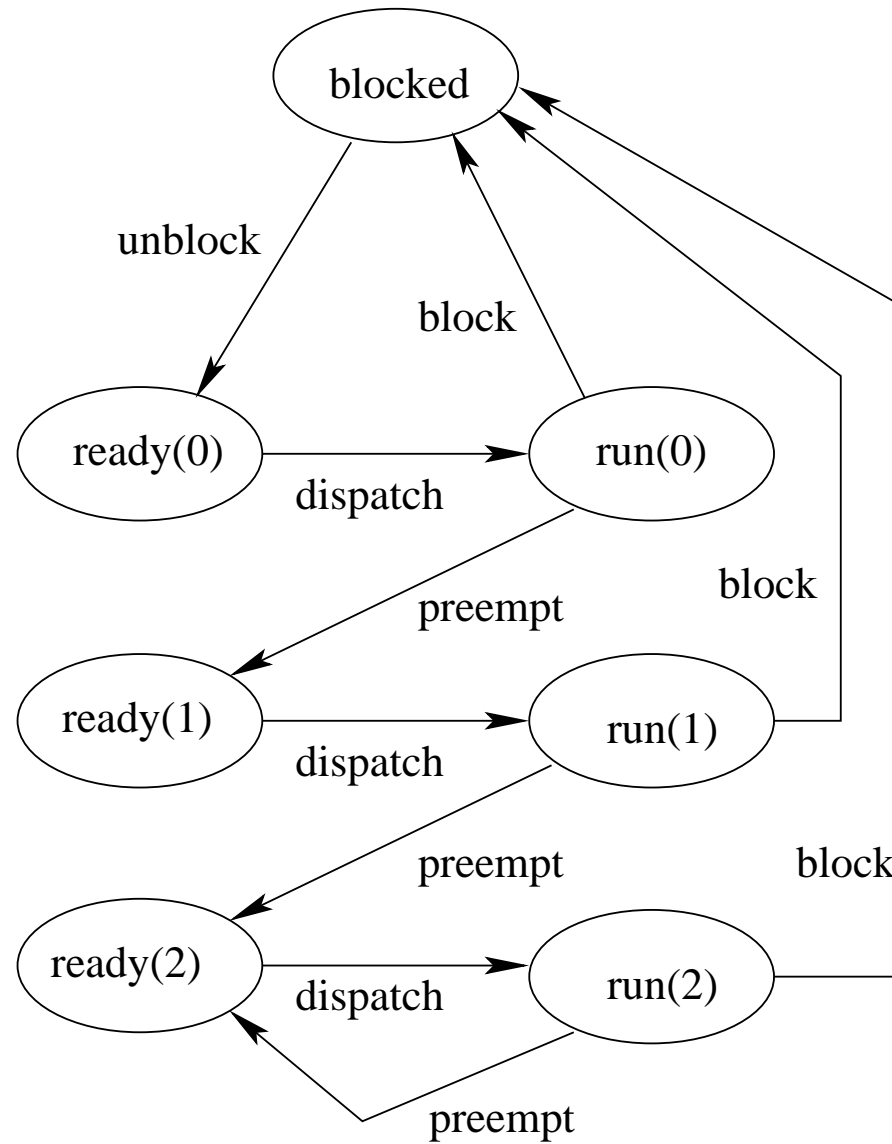 blocked
unblock
block
ready(0)
run(0)
dispatch
block
preempt
ready(1)
run(1)
dispatch
preempt
block
ready(2)
run(2)
dispatch
preempt